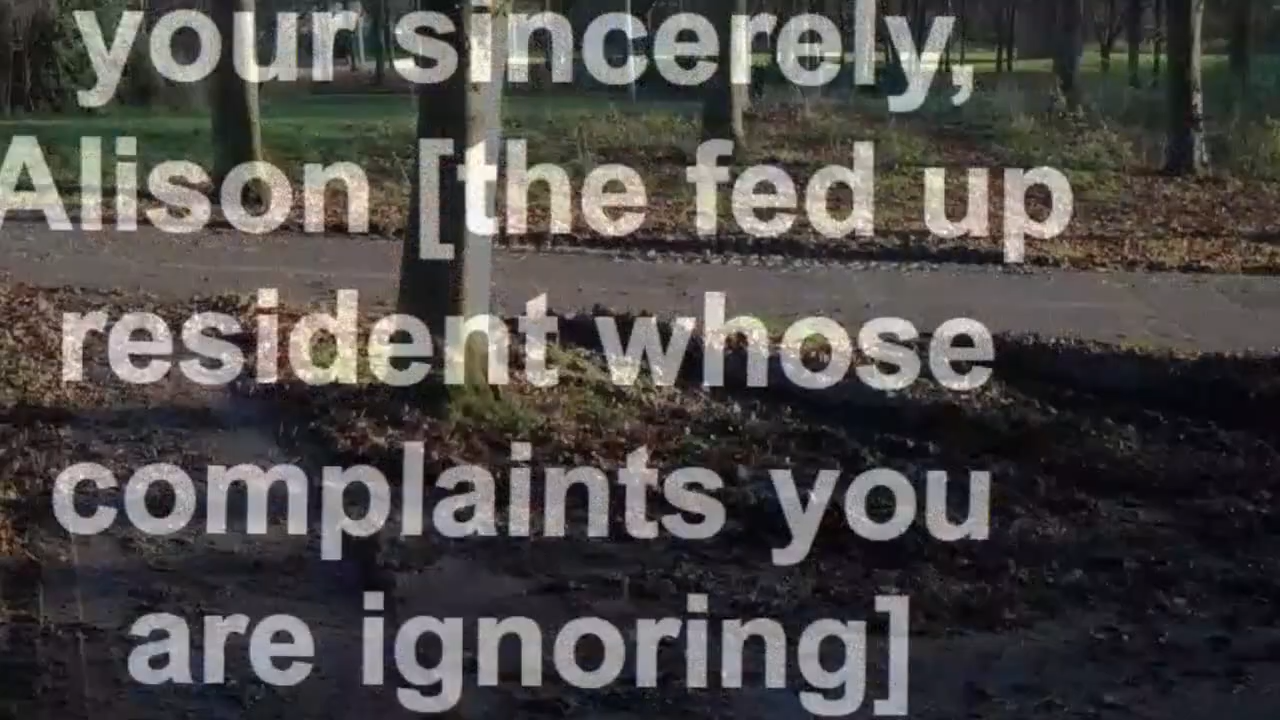 your sincerely,
Alison [the fed up
resident whose
complaints you
are ignoring]